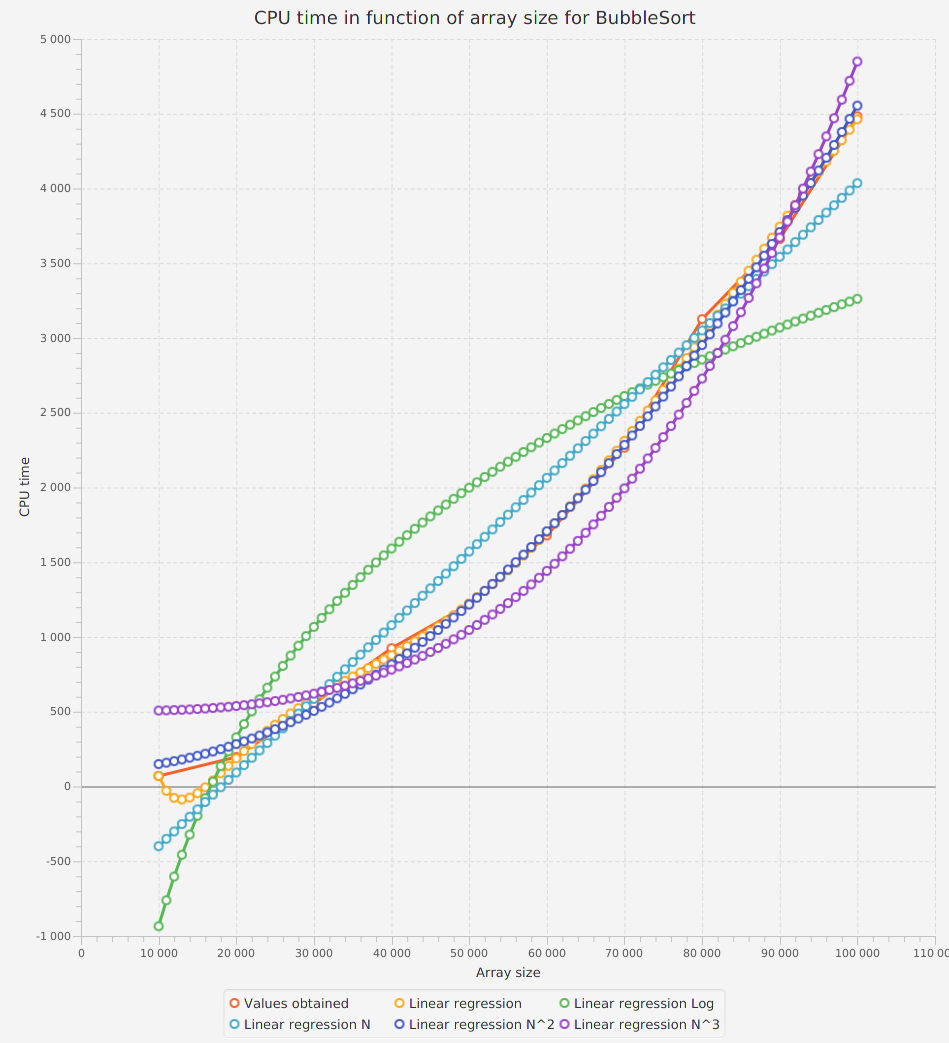 CPU time in function of array size for BubbleSort
5 000
4 500
4 000
3 500
3 000
2 500
2 000
1 500
1 000
500
0
-500
-1 000
CPU time
0 10 000 20 000 30 000 40 000 50 000 60 000 70 000 80 000 90 000 100 000 110 00
Array size
Values obtained Linear regression Linear regression Log
Linear regression N Linear regression N^2 Linear regression N^3